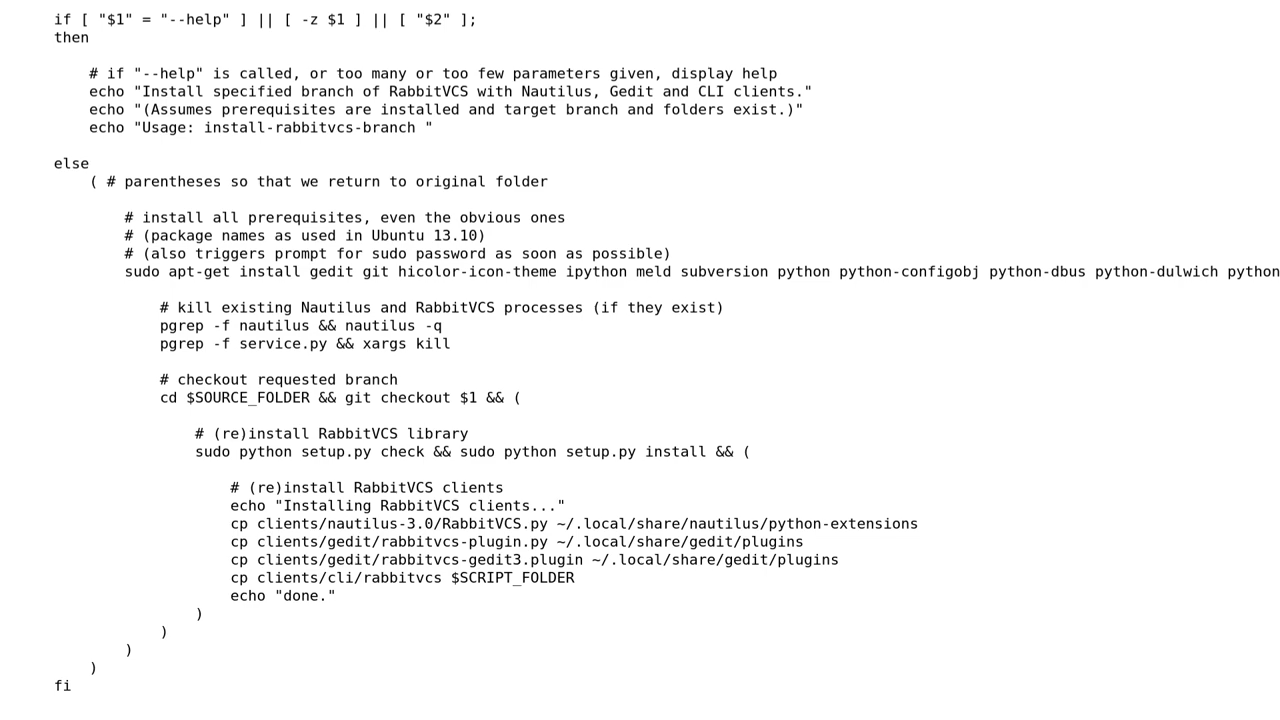 if [ "$1" = "--help" ] || [ -z $1 ] || [ "$2" ];
then
# if "--help" is called, or too many or too few parameters given, display help
echo "Install specified branch of RabbitVCS with Nautilus, Gedit and CLI clients."
echo "(Assumes prerequisites are installed and target branch and folders exist.)"
echo "Usage: install-rabbitvcs-branch "
else
( # parentheses so that we return to original folder
# install all prerequisites, even the obvious ones
# (package names as used in Ubuntu 13.10)
# (also triggers prompt for sudo password as soon as possible)
sudo apt-get install gedit git hicolor-icon-theme ipython meld subversion python python-configobj python-dbus python-dulwich python
# kill existing Nautilus and RabbitVCS processes (if they exist)
pgrep -f nautilus && nautilus -q
pgrep -f service.py && xargs kill
# checkout requested branch
cd $SOURCE_FOLDER && git checkout $1 && (
# (re)install RabbitVCS library
sudo python setup.py check && sudo python setup.py install && (
# (re)install RabbitVCS clients
echo "Installing RabbitVCS clients..."
cp clients/nautilus-3.0/RabbitVCS.py ~/.local/share/nautilus/python-extensions
cp clients/gedit/rabbitvcs-plugin.py ~/.local/share/gedit/plugins
cp clients/gedit/rabbitvcs-gedit3.plugin ~/.local/share/gedit/plugins
cp clients/cli/rabbitvcs $SCRIPT_FOLDER
echo "done."
)
)
)
)
fi